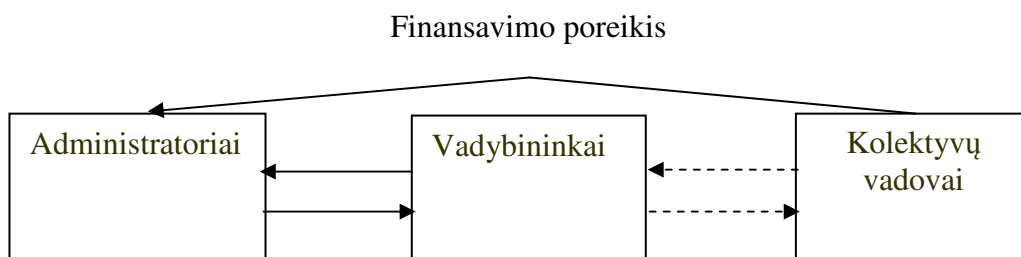 Finansavimo poreikis
Administratoriai
Vadybininkai
Kolektyvų
vadovai